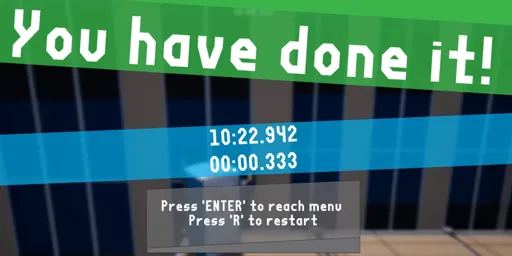 You have done it!
10:22.942
00:00.333
Press 'ENTER' to reach menu
Press 'R' to restart